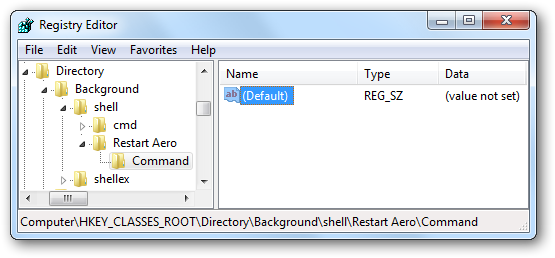 Registry Editor
File Edit View Favorites Help
Directory
Background
shell
cmd
Restart Aero
Command
shellex
Name Type Data
ab (Default) REG_SZ (value not set)
Computer\HKEY_CLASSES_ROOT\Directory\Background\shell\Restart Aero\Command